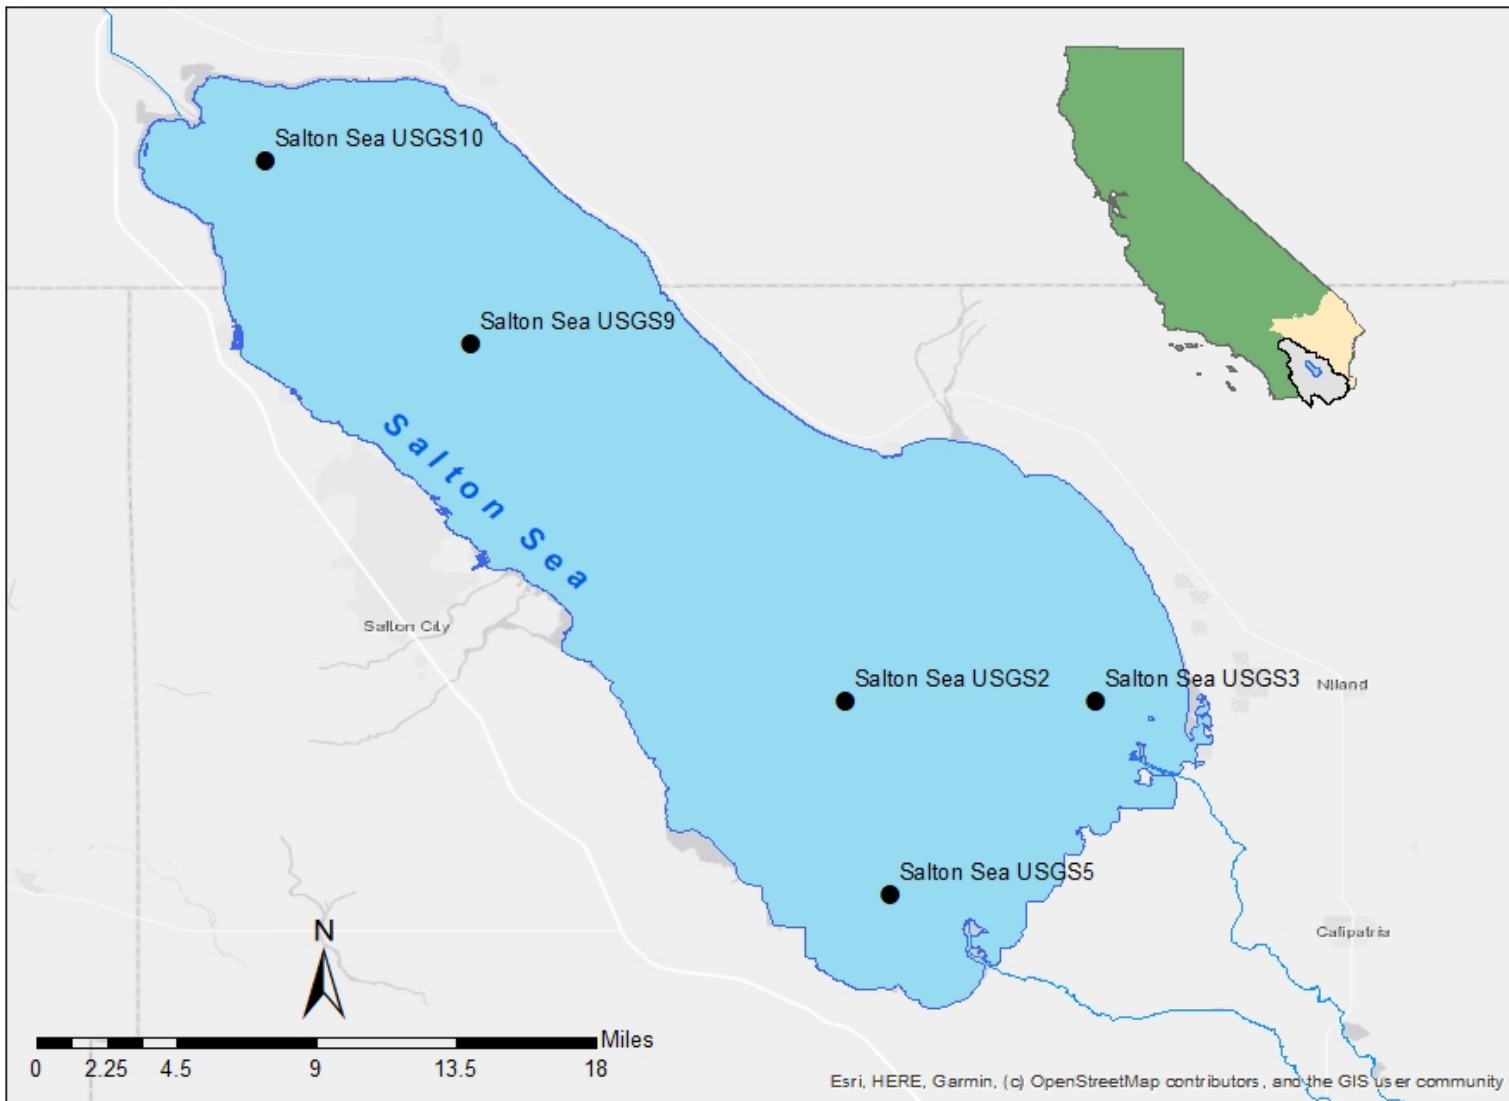 Salton Sea USGS10
Salton Sea USGS9
Salton Sea
Salton City
Salton Sea USGS2
Salton Sea USGS3
Niland
Salton Sea USGS5
Calipatria
N
Miles
0 2.25 4.5 9 13.5 18
Esri, HERE, Garmin, (c) OpenStreetMap contributors, and the GIS user community